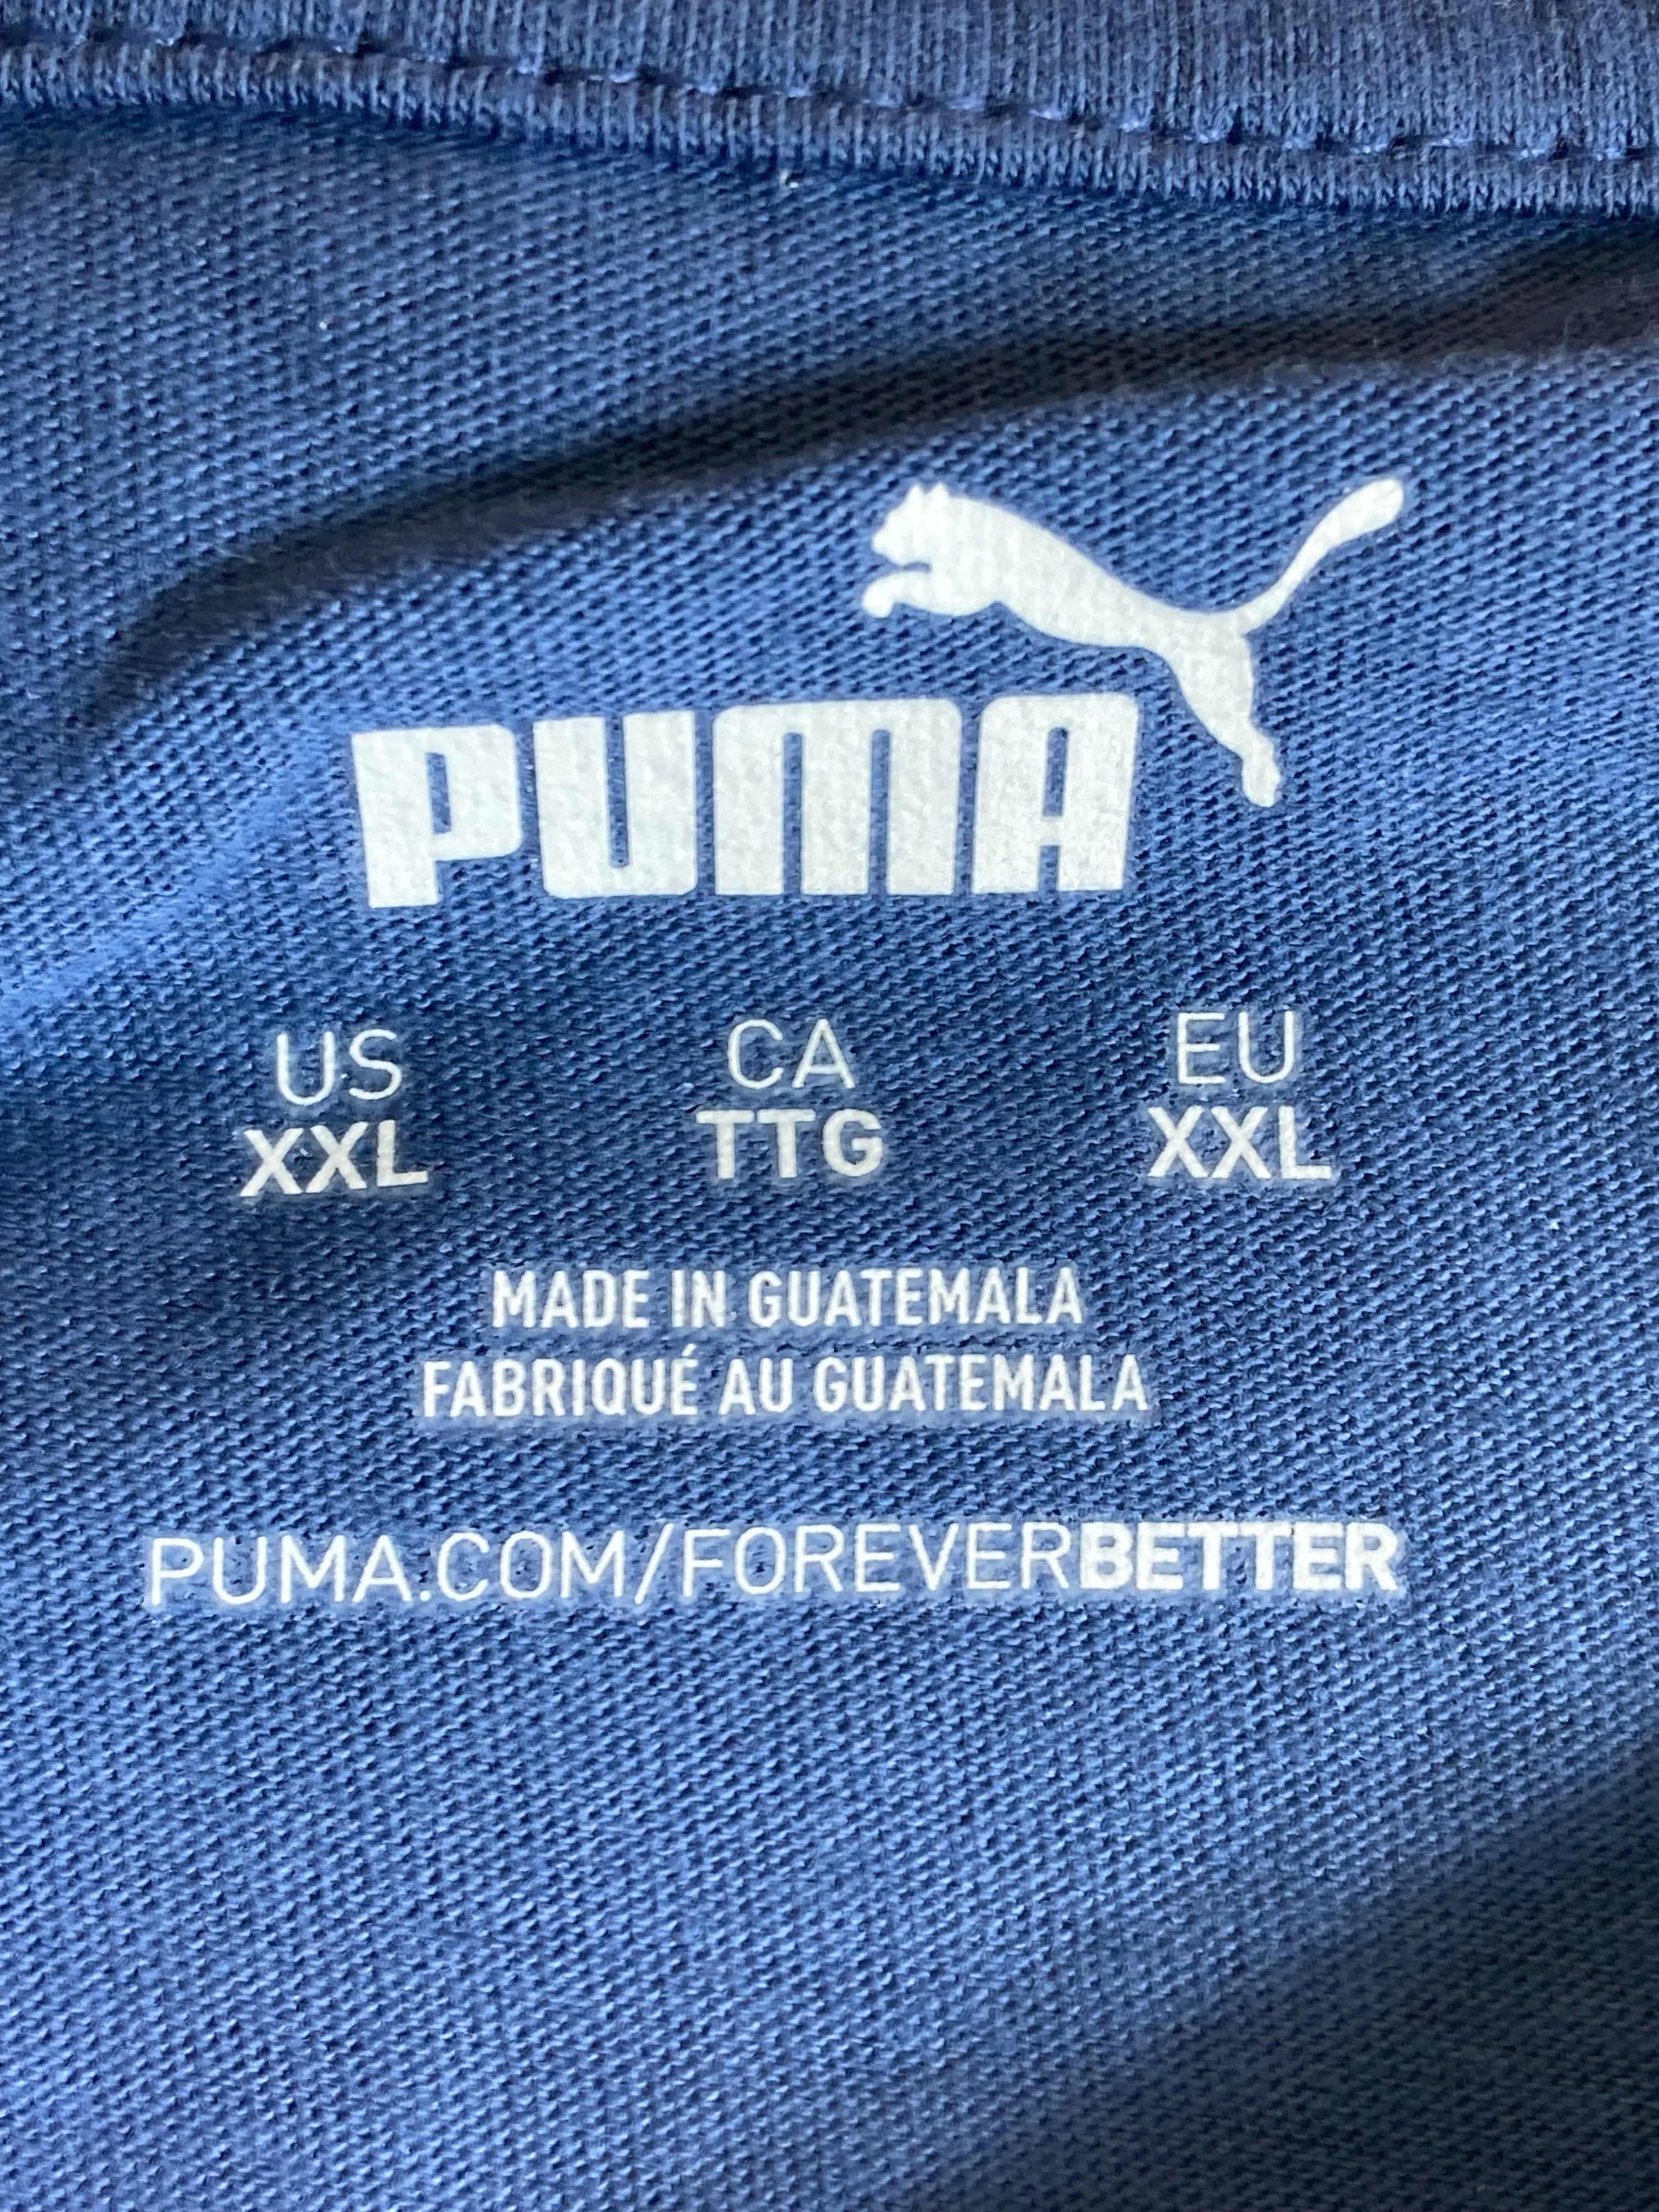 PUMA
US CA EU
XXL TTG XXL
MADE IN GUATEMALA
FABRIQUÉ AU GUATEMALA
PUMA.COM/FOREVERBETTER